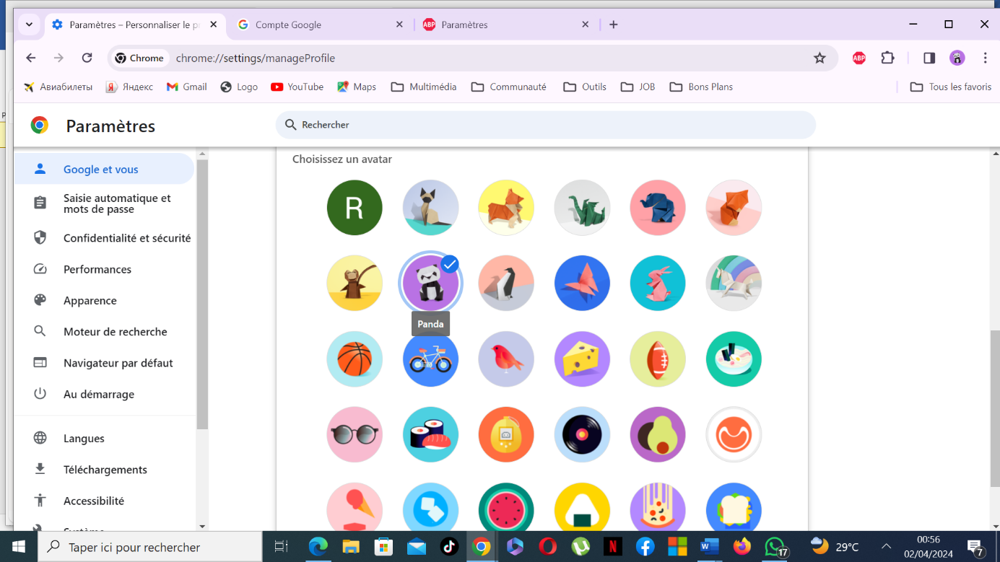 Paramètres – Personnaliser le p
Compte Google
ABP
Paramètres
Chrome
chrome://settings/manageProfile
ABP
Авиабилеты
Я
Яндекс
Gmail
Logo
YouTube
Maps
Multimédia
Communauté
Outils
JOB
Bons Plans
Tous les favoris
Paramètres
Rechercher
Google et vous
Saisie automatique et
mots de passe
Confidentialité et sécurité
Performances
Apparence
Moteur de recherche
Navigateur par défaut
Au démarrage
Langues
Téléchargements
Accessibilité
Choisissez un avatar
R
Panda
Taper ici pour rechercher
N
W
17
29°C
00:56
02/04/2024
7